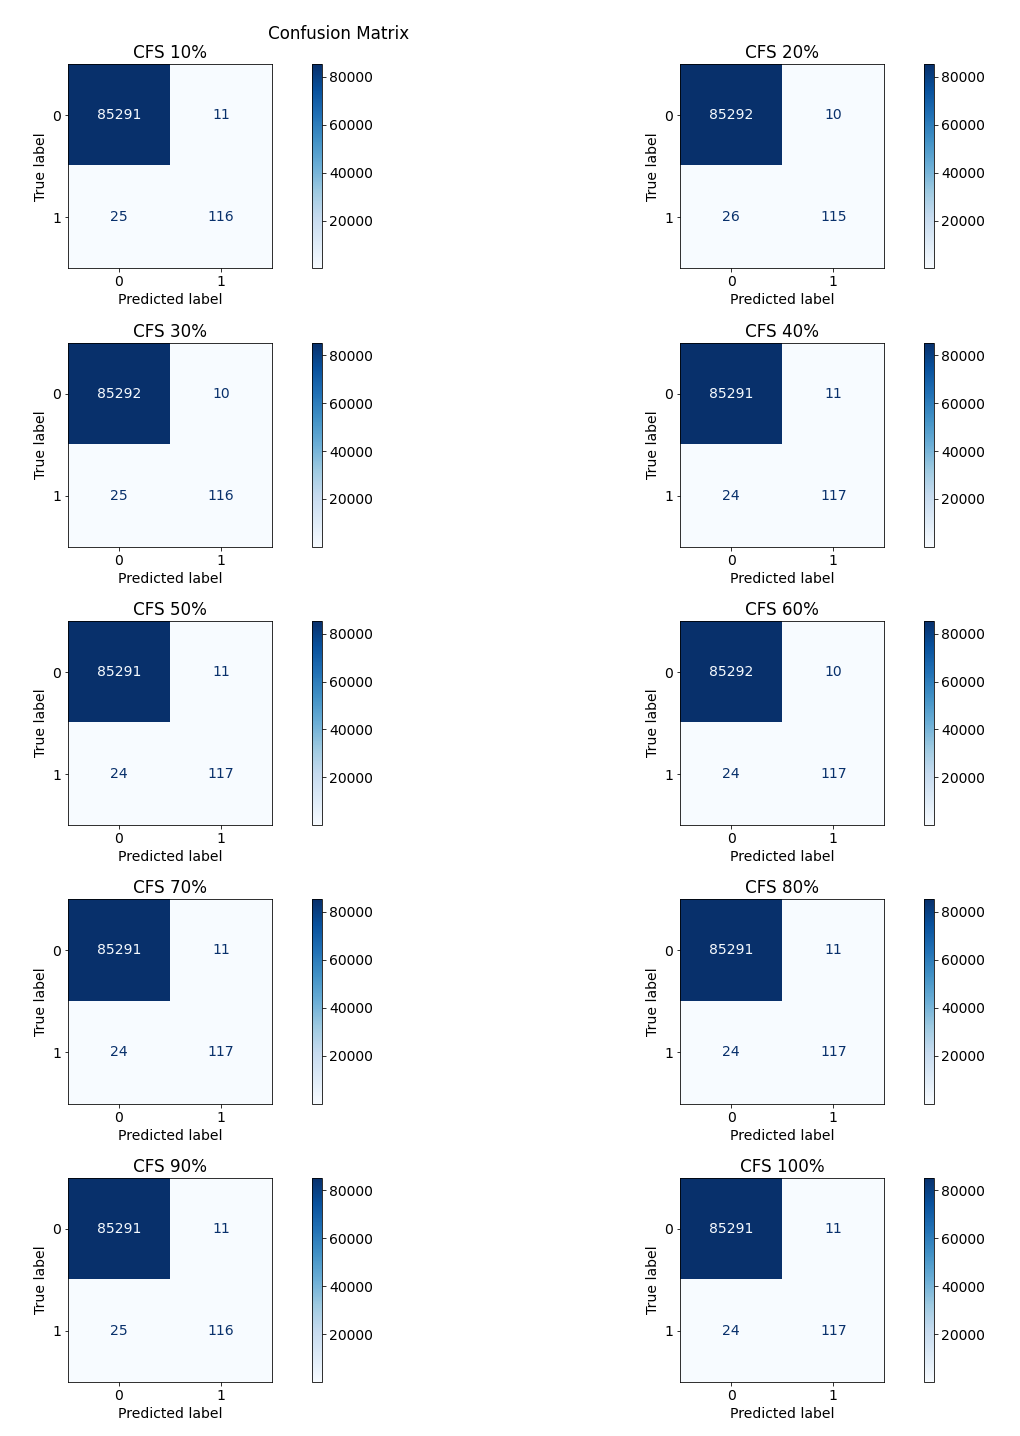 Confusion Matrix
CFS 10%
85291 11
25 116
0
1
True label
0 1
Predicted label
80000
60000
40000
20000
CFS 20%
85292 10
26 115
0
1
True label
0 1
Predicted label
80000
60000
40000
20000
CFS 30%
85292 10
25 116
0
1
True label
0 1
Predicted label
80000
60000
40000
20000
CFS 40%
85291 11
24 117
0
1
True label
0 1
Predicted label
80000
60000
40000
20000
CFS 50%
85291 11
24 117
0
1
True label
0 1
Predicted label
80000
60000
40000
20000
CFS 60%
85292 10
24 117
0
1
True label
0 1
Predicted label
80000
60000
40000
20000
CFS 70%
85291 11
24 117
0
1
True label
0 1
Predicted label
80000
60000
40000
20000
CFS 80%
85291 11
24 117
0
1
True label
0 1
Predicted label
80000
60000
40000
20000
CFS 90%
85291 11
25 116
0
1
True label
0 1
Predicted label
80000
60000
40000
20000
CFS 100%
85291 11
24 117
0
1
True label
0 1
Predicted label
80000
60000
40000
20000